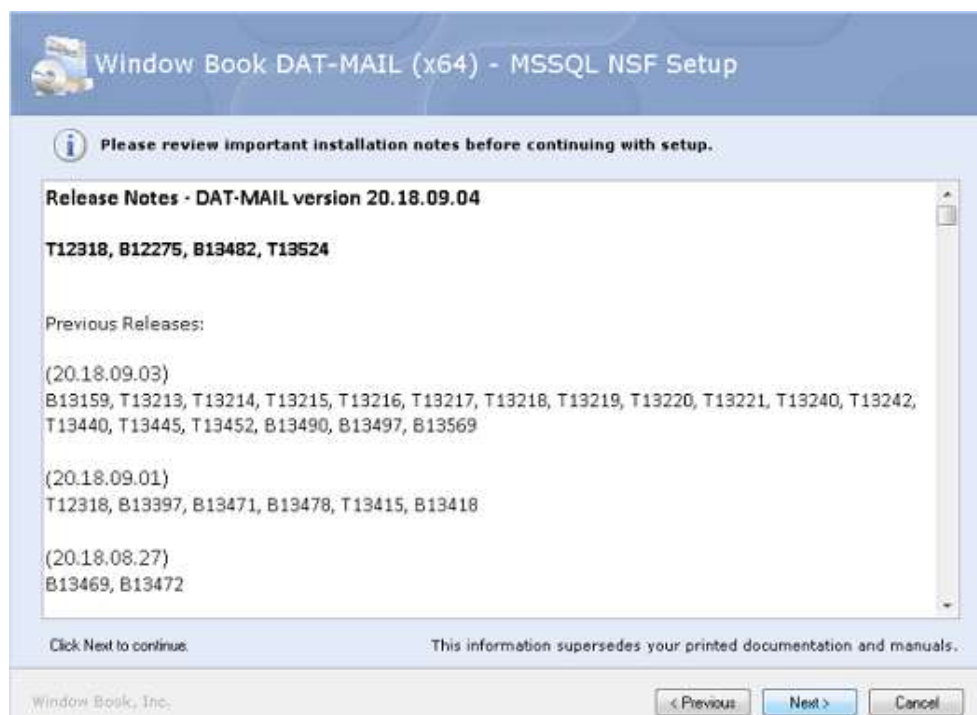 Window Book DAT-MAIL (x64) - MSSQL NSF Setup
Please review important installation notes before continuing with setup.
Release Notes - DAT-MAIL version 20.18.09.04
T12318, B12275, B13482, T13524
Previous Releases:
(20.18.09.03)
B13159, T13213, T13214, T13215, T13216, T13217, T13218, T13219, T13220, T13221, T13240, T13242,
T13440, T13445, T13452, B13490, B13497, B13569
(20.18.09.01)
T12318, B13397, B13471, B13478, T13415, B13418
(20.18.08.27)
B13469, B13472
Click Next to continue.
This information supersedes your printed documentation and manuals.
Window Book, Inc.
< Previous
Next >
Cancel